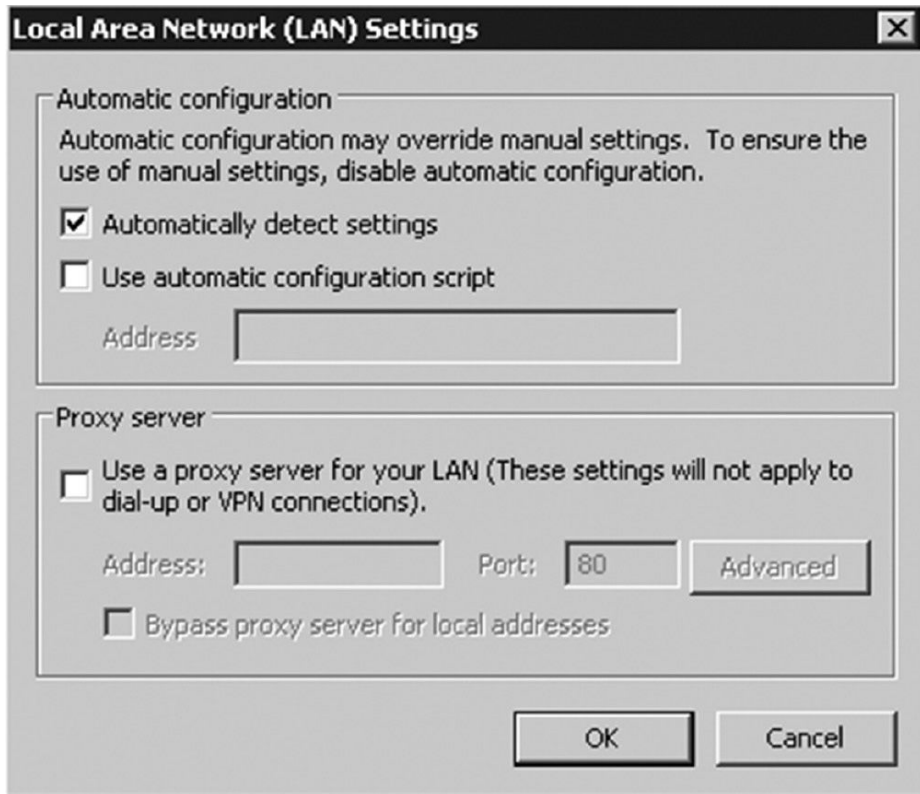 Local Area Network (LAN) Settings
Automatic configuration
Automatic configuration may override manual settings. To ensure the
use of manual settings, disable automatic configuration.
Automatically detect settings
Use automatic configuration script
Address
Proxy server
Use a proxy server for your LAN (These settings will not apply to
dial-up or VPN connections).
Address: Port: 80 Advanced
Bypass proxy server for local addresses
OK Cancel